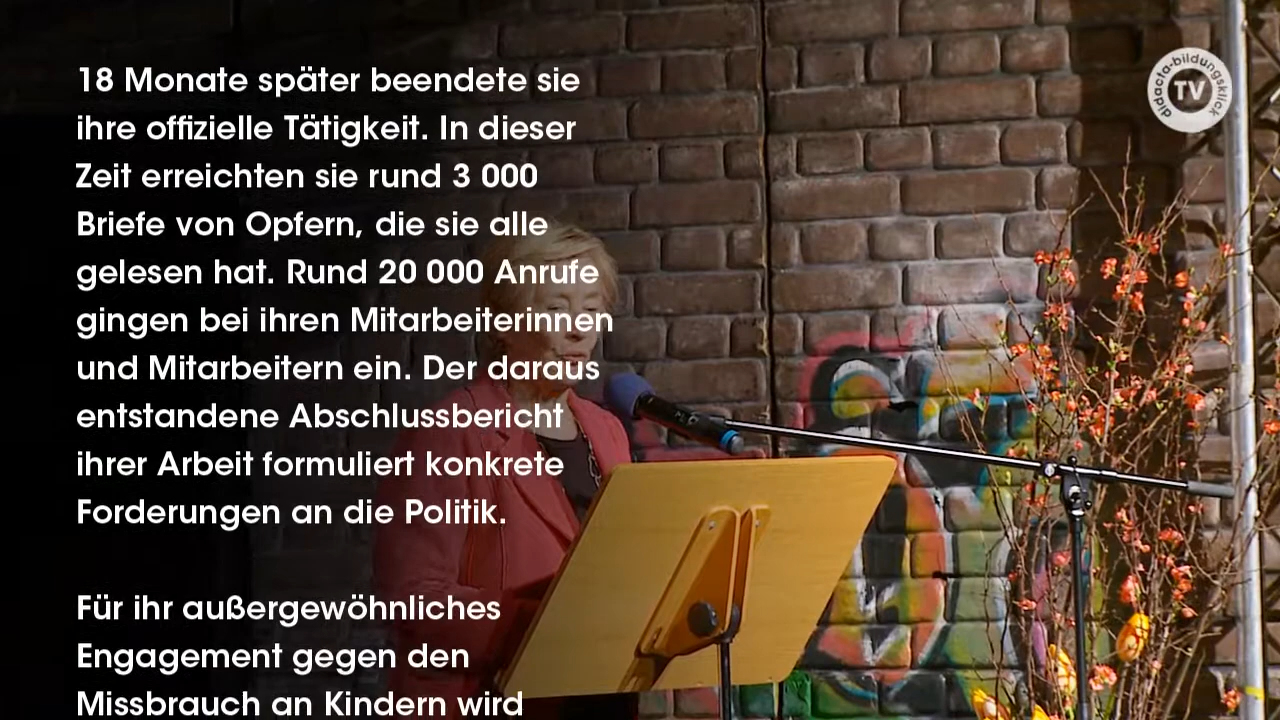 18 Monate später beendete sie
ihre offizielle Tätigkeit. In dieser
Zeit erreichten sie rund 3 000
Briefe von Opfern, die sie alle
gelesen hat. Rund 20 000 Anrufe
gingen bei ihren Mitarbeiterinnen
und Mitarbeitern ein. Der daraus
entstandene Abschlussbericht
ihrer Arbeit formuliert konkrete
Forderungen an die Politik.
Für ihr außergewöhnliches
Engagement gegen den
Missbrauch an Kindern wird
didacta-bildungsklick
TV